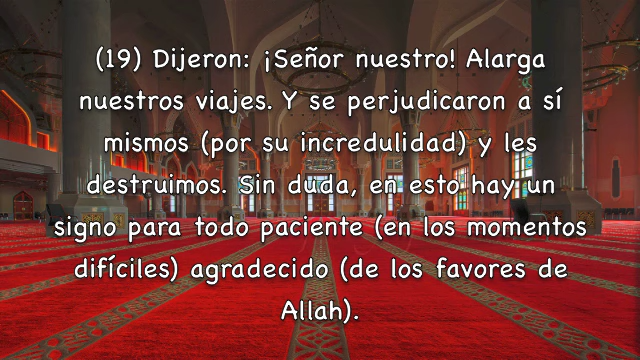 (19) Dijeron: ¡Señor nuestro! Alarga
nuestros viajes. Y se perjudicaron a sí
mismos (por su incredulidad) y les
destruimos. Sin duda, en esto hay un
signo para todo paciente (en los momentos
difíciles) agradecido (de los favores de
Allah).